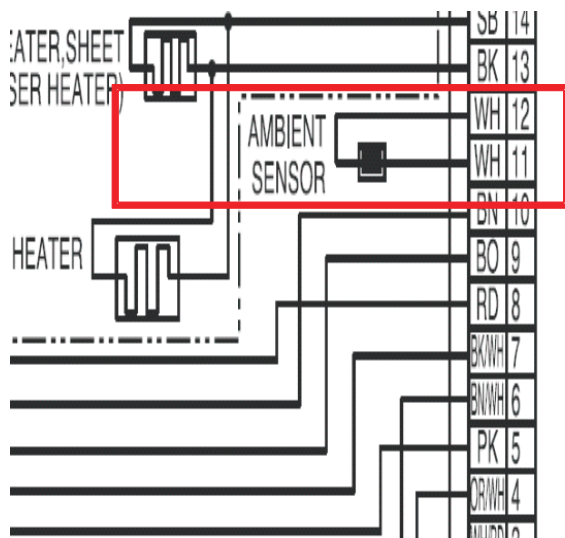 SB 14
EATER,SHEET
BK 13
SER HEATER)
WH 12
AMBIENT
SENSOR
WH 11
BN 10
HEATER
BO 9
RD 8
BK/WH 7
BN/WH 6
PK 5
OR/WH 4